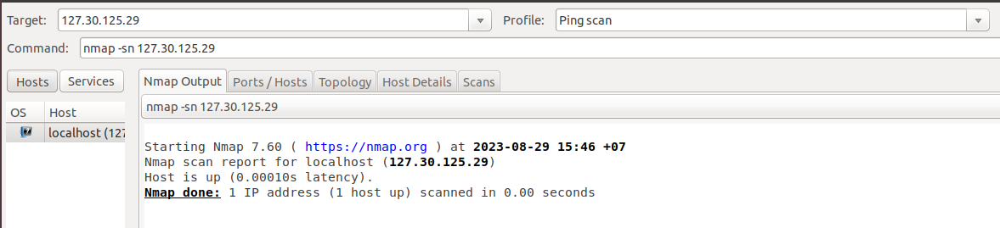 Target: 127.30.125.29 Profile: Ping scan
Command: nmap -sn 127.30.125.29
Hosts Services Nmap Output Ports / Hosts Topology Host Details Scans
nmap -sn 127.30.125.29
OS Host
localhost (127
Starting Nmap 7.60 ( https://nmap.org ) at 2023-08-29 15:46 +07
Nmap scan report for localhost (127.30.125.29)
Host is up (0.00010s latency).
Nmap done: 1 IP address (1 host up) scanned in 0.00 seconds